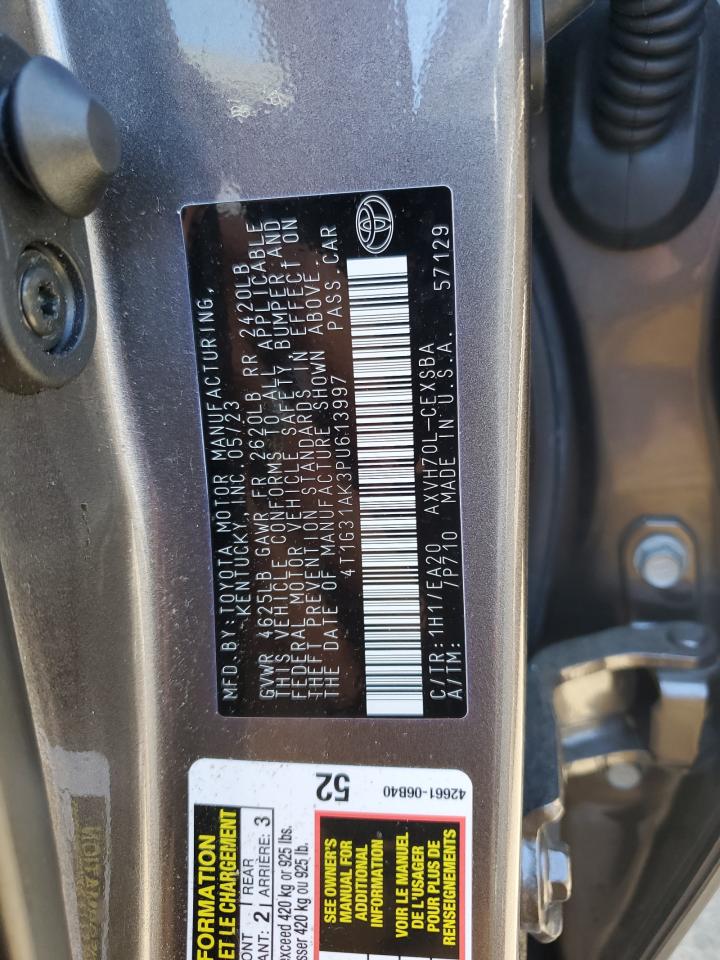 MFD. BY: TOYOTA MOTOR MANUFACTURING,
KENTUCKY, INC. 05/23
GVWR 4625LB GAWR FR 2620LB RR 2420LB
THIS VEHICLE CONFORMS TO ALL APPLICABLE
FEDERAL MOTOR VEHICLE SAFETY, BUMPER AND
THEFT PREVENTION STANDARDS IN EFFECT ON
THE DATE OF MANUFACTURE SHOWN ABOVE.
4T1G31AK3PU613997 PASS.CAR
C/TR: 1H17/EA20 AXVH70L-CEXSBA
A/TM: /P710 MADE IN U.S.A. 57129
FORMATION
ET LE CHARGEMENT
ONT REAR
ANT: 2 ARRIÈRE: 3
exceed 420 kg or 925 lbs.
sser 420 kg ou 925 lb.
52
SEE OWNER'S
MANUAL FOR
ADDITIONAL
INFORMATION
VOIR LE MANUEL
DE L'USAGER
POUR PLUS DE
RENSEIGNEMENTS
42661-06B40